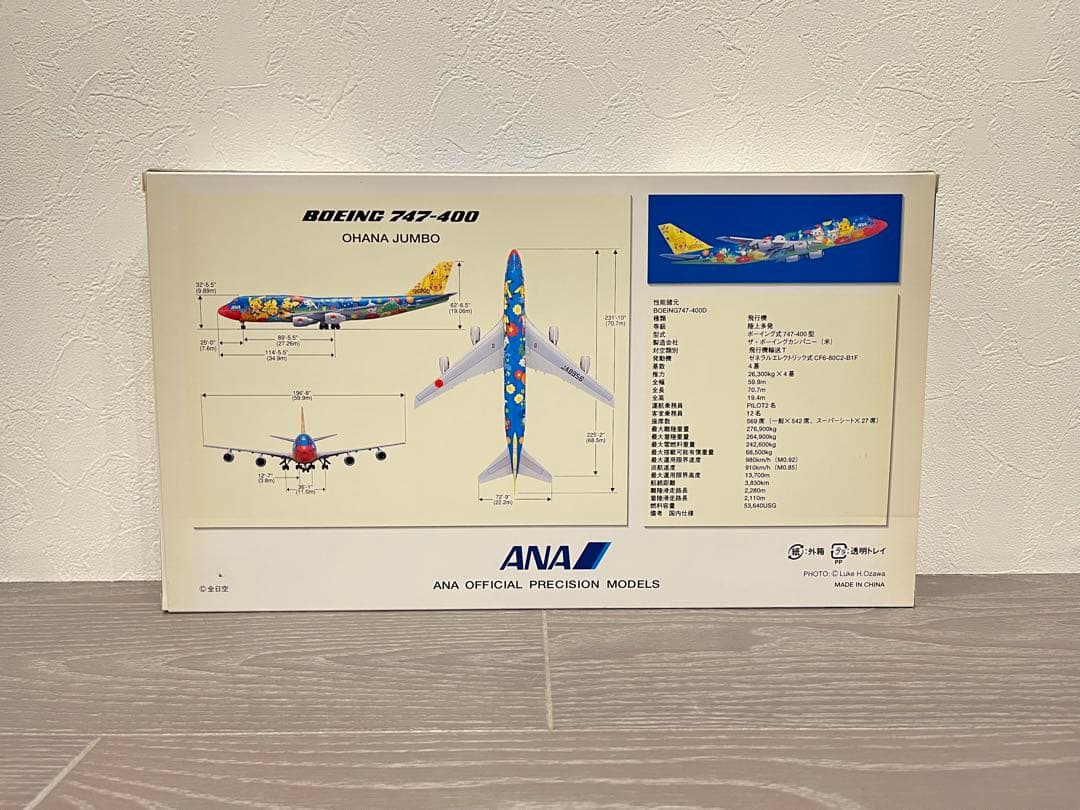 BOEING 747-400
OHANA JUMBO
32'-5.5"
(9.89m)
62'-6.5"
(19.06m)
25'-0"
(7.6m)
89'-5.5"
(27.26m)
114'-5.5"
(34.9m)
196'-8"
(59.9m)
12'-7"
(3.8m)
36'-1"
(11.0m)
231'-10"
(70.7m)
JA8956
225'-2"
(68.5m)
72'-9"
(22.2m)
ANA
性能諸元
BOEING747-400D
種類 飛行機
等級 陸上多発
型式 ボーイング式747-400型
製造会社 ザ・ボーイングカンパニー（米）
対空類別 飛行機輸送T
発動機 ゼネラルエレクトリック式 CF6-80C2-B1F
基数 4基
推力 26,300kg×4基
全幅 59.9m
全長 70.7m
全高 19.4m
運航乗務員 PILOT2名
客室乗務員 12名
座席数 569席（一般×542席、スーパーシート×27席）
最大離陸重量 276,900kg
最大着陸重量 264,900kg
最大零燃料重量 242,600kg
最大搭載可能有償重量 68,500kg
最大運用限界速度 980km/h（M0.92）
巡航速度 910km/h（M0.85）
最大運用限界高度 13,700m
航続距離 3,830km
離陸滑走路長 2,280m
着陸滑走路長 2,110m
燃料容量 53,640USG
備考 国内仕様
ANA
ANA OFFICIAL PRECISION MODELS
©全日空
紙:外箱 プラ:透明トレイ
PP
PHOTO: © Luke H.Ozawa
MADE IN CHINA